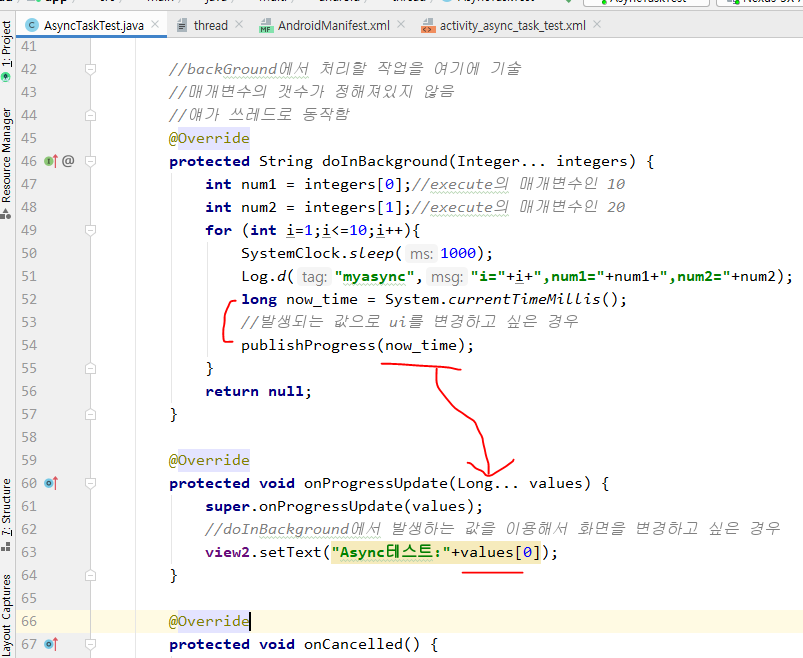 AsyncTaskTest.java
thread
AndroidManifest.xml
activity_async_task_test.xml
1: Project
Resource Manager
7: Structure
Layout Captures
41
42 //backGround에서 처리할 작업을 여기에 기술
43 //매개변수의 갯수가 정해져있지 않음
44 //얘가 쓰레드로 동작함
45 @Override
46 @ protected String doInBackground(Integer... integers) {
47 int num1 = integers[0];//execute의 매개변수인 10
48 int num2 = integers[1];//execute의 매개변수인 20
49 for (int i=1;i<=10;i++){
50 SystemClock.sleep( ms: 1000);
51 Log.d( tag: "myasync", msg: "i="+i+",num1="+num1+",num2="+num2);
52 long now_time = System.currentTimeMillis();
53 //발생되는 값으로 ui를 변경하고 싶은 경우
54 publishProgress(now_time);
55 }
56 return null;
57 }
58
59 @Override
60 protected void onProgressUpdate(Long... values) {
61 super.onProgressUpdate(values);
62 //doInBackground에서 발생하는 값을 이용해서 화면을 변경하고 싶은 경우
63 view2.setText("Async테스트:"+values[0]);
64 }
65
66 @Override
67 protected void onCancelled() {